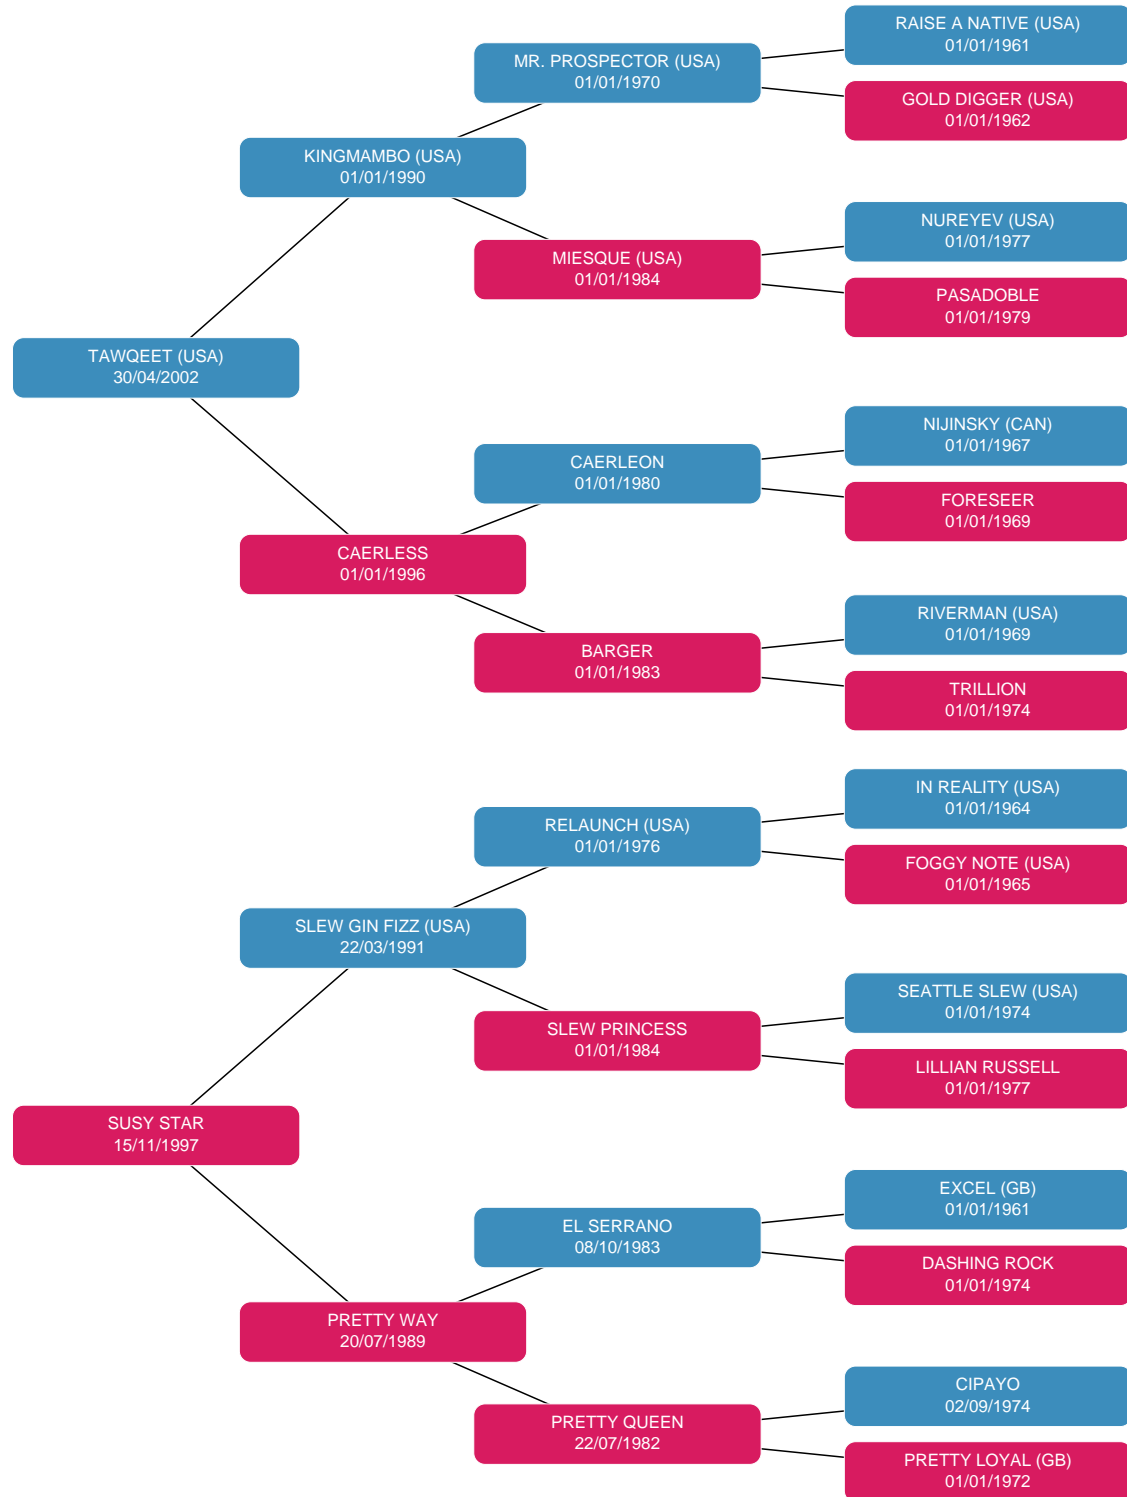 RAISE A NATIVE (USA)
01/01/1961
MR. PROSPECTOR (USA)
01/01/1970
GOLD DIGGER (USA)
01/01/1962
KINGMAMBO (USA)
01/01/1990
NUREYEV (USA)
01/01/1977
MIESQUE (USA)
01/01/1984
PASADOBLE
01/01/1979
TAWQEET (USA)
30/04/2002
NIJINSKY (CAN)
01/01/1967
CAERLEON
01/01/1980
FORESEER
01/01/1969
CAERLESS
01/01/1996
RIVERMAN (USA)
01/01/1969
BARGER
01/01/1983
TRILLION
01/01/1974
IN REALITY (USA)
01/01/1964
RELAUNCH (USA)
01/01/1976
FOGGY NOTE (USA)
01/01/1965
SLEW GIN FIZZ (USA)
22/03/1991
SEATTLE SLEW (USA)
01/01/1974
SLEW PRINCESS
01/01/1984
LILLIAN RUSSELL
01/01/1977
SUSY STAR
15/11/1997
EXCEL (GB)
01/01/1961
EL SERRANO
08/10/1983
DASHING ROCK
01/01/1974
PRETTY WAY
20/07/1989
CIPAYO
02/09/1974
PRETTY QUEEN
22/07/1982
PRETTY LOYAL (GB)
01/01/1972